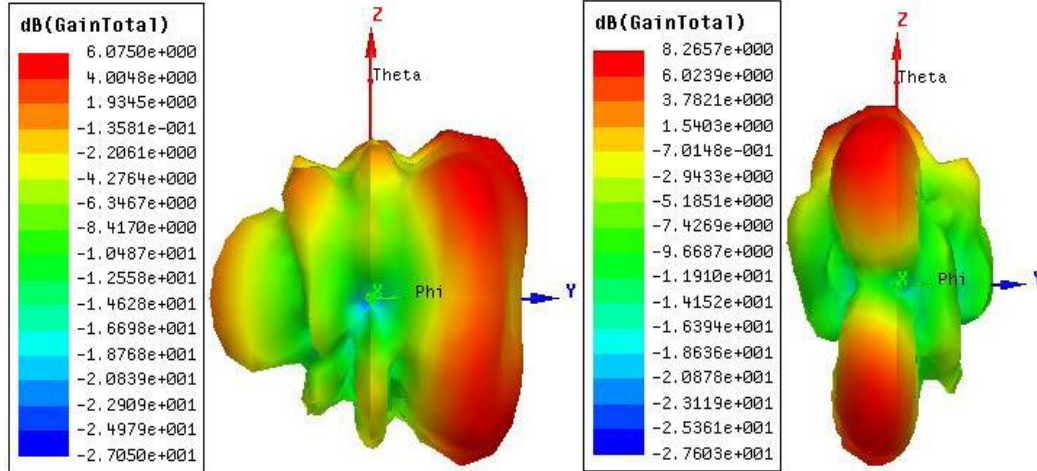 dB(GainTotal)
6.0750e+000
4.0048e+000
1.9345e+000
-1.3581e-001
-2.2061e+000
-4.2764e+000
-6.3467e+000
-8.4170e+000
-1.0487e+001
-1.2558e+001
-1.4628e+001
-1.6698e+001
-1.8768e+001
-2.0839e+001
-2.2909e+001
-2.4979e+001
-2.7050e+001
Z
Theta
X
Phi
Y
dB(GainTotal)
8.2657e+000
6.0239e+000
3.7821e+000
1.5403e+000
-7.0148e-001
-2.9433e+000
-5.1851e+000
-7.4269e+000
-9.6687e+000
-1.1910e+001
-1.4152e+001
-1.6394e+001
-1.8636e+001
-2.0878e+001
-2.3119e+001
-2.5361e+001
-2.7603e+001
Z
Theta
X
Phi
Y